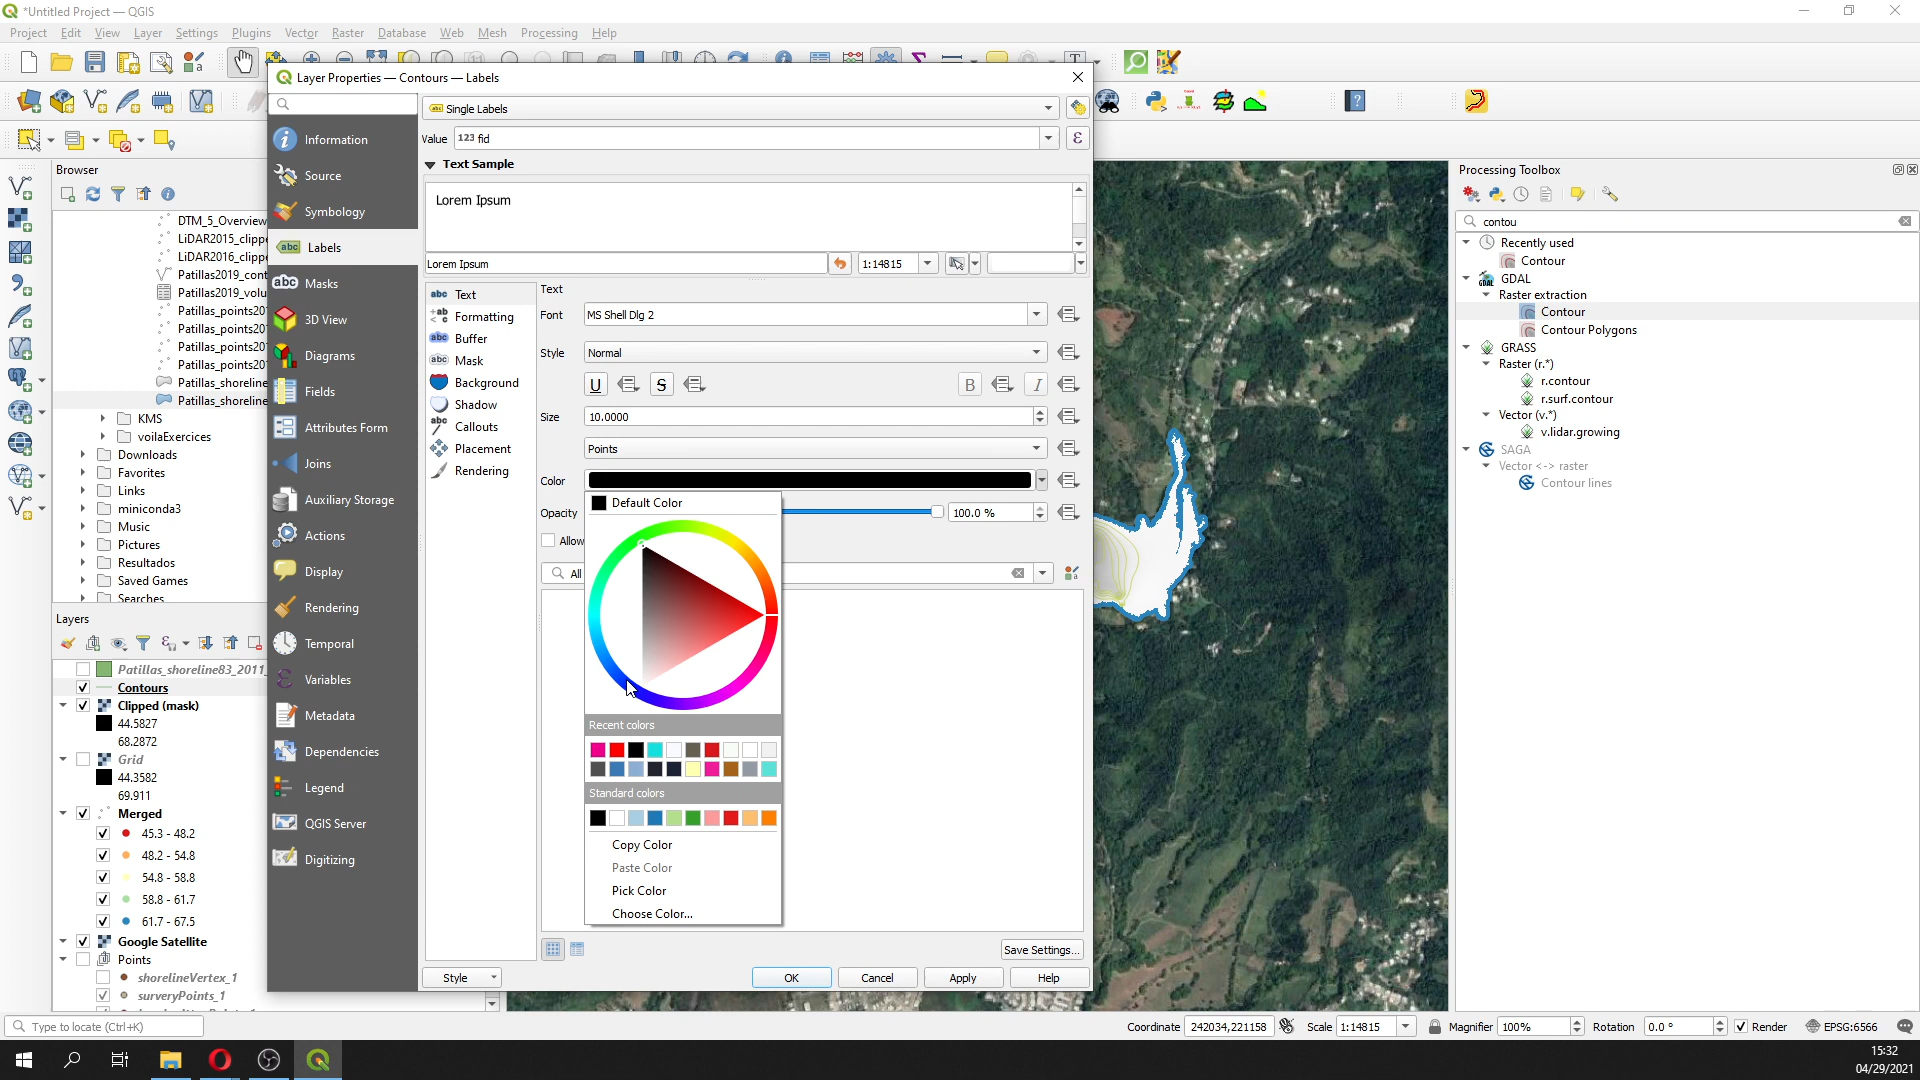 *Untitled Project — QGIS
Project Edit View Layer Settings Plugins Vector Raster Database Web Mesh Processing Help
Layer Properties — Contours — Labels
Information
Source
Symbology
Labels
Masks
3D View
Diagrams
Fields
Attributes Form
Joins
Auxiliary Storage
Actions
Display
Rendering
Temporal
Variables
Metadata
Dependencies
Legend
QGIS Server
Digitizing
Single Labels
Value 123 fid
Text Sample
Lorem Ipsum
Lorem Ipsum 1:14815
Text
Formatting
Buffer
Mask
Background
Shadow
Callouts
Placement
Rendering
Text
Font MS Shell Dlg 2
Style Normal
U S B I
Size 10.0000
Points
Color
Opacity 100.0 %
Allow
All
Default Color
Recent colors
Standard colors
Copy Color
Paste Color
Pick Color
Choose Color...
Save Settings...
Style OK Cancel Apply Help
Browser
DTM_5_Overview
LiDAR2015_clippe
LiDAR2016_clippe
Patillas2019_cont
Patillas2019_volu
Patillas_points20
Patillas_points20
Patillas_points20
Patillas_points20
Patillas_shoreline
Patillas_shoreline
KMS
voilaExercices
Downloads
Favorites
Links
miniconda3
Music
Pictures
Resultados
Saved Games
Searches
Layers
Patillas_shoreline83_2011_
Contours
Clipped (mask)
44.5827
68.2872
Grid
44.3582
69.911
Merged
45.3 - 48.2
48.2 - 54.8
54.8 - 58.8
58.8 - 61.7
61.7 - 67.5
Google Satellite
Points
shorelineVertex_1
surveryPoints_1
Processing Toolbox
contou
Recently used
Contour
GDAL
Raster extraction
Contour
Contour Polygons
GRASS
Raster (r.*)
r.contour
r.surf.contour
Vector (v.*)
v.lidar.growing
SAGA
Vector <-> raster
Contour lines
Type to locate (Ctrl+K) Coordinate 242034,221158 Scale 1:14815 Magnifier 100% Rotation 0.0 ° Render EPSG:6566
15:32
04/29/2021